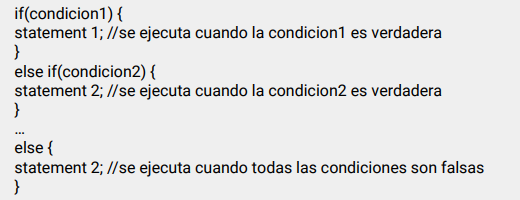 if(condicion1) {
statement 1; //se ejecuta cuando la condicion1 es verdadera
}
else if(condicion2) {
statement 2; //se ejecuta cuando la condicion2 es verdadera
}
…
else {
statement 2; //se ejecuta cuando todas las condiciones son falsas
}